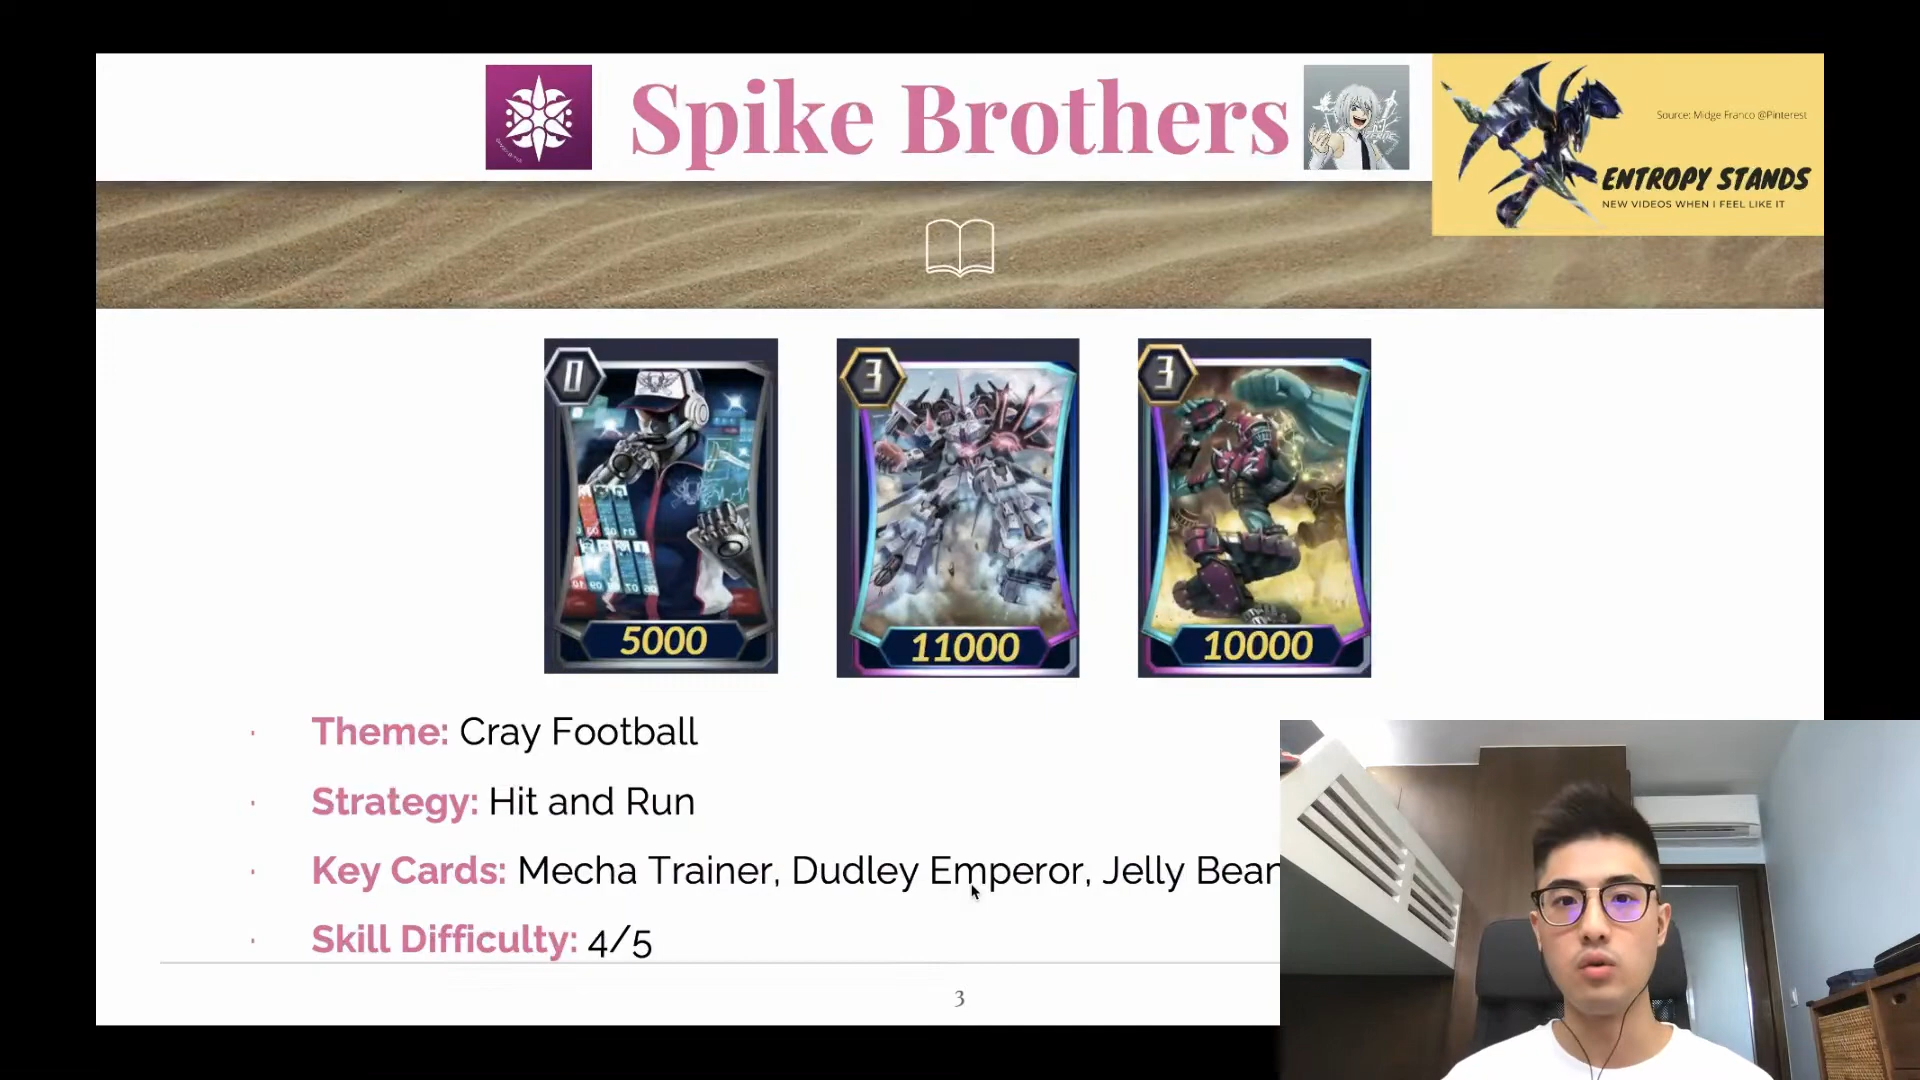 Spike Brothers
Source: Midge Franco @Pinterest
ENTROPY STANDS
NEW VIDEOS WHEN I FEEL LIKE IT
0
3
3
5000
11000
10000
· Theme: Cray Football
· Strategy: Hit and Run
· Key Cards: Mecha Trainer, Dudley Emperor, Jelly Bean
· Skill Difficulty: 4/5
3